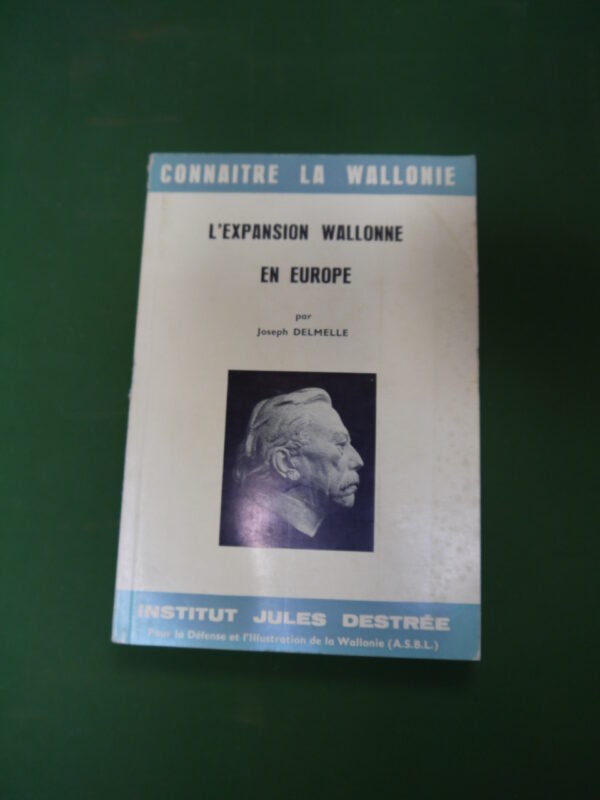 CONNAITRE LA WALLONIE
L'EXPANSION WALLONNE
EN EUROPE
par
Joseph DELMELLE
INSTITUT JULES DESTRÉE
Pour la Défense et l'Illustration de la Wallonie (A.S.B.L.)